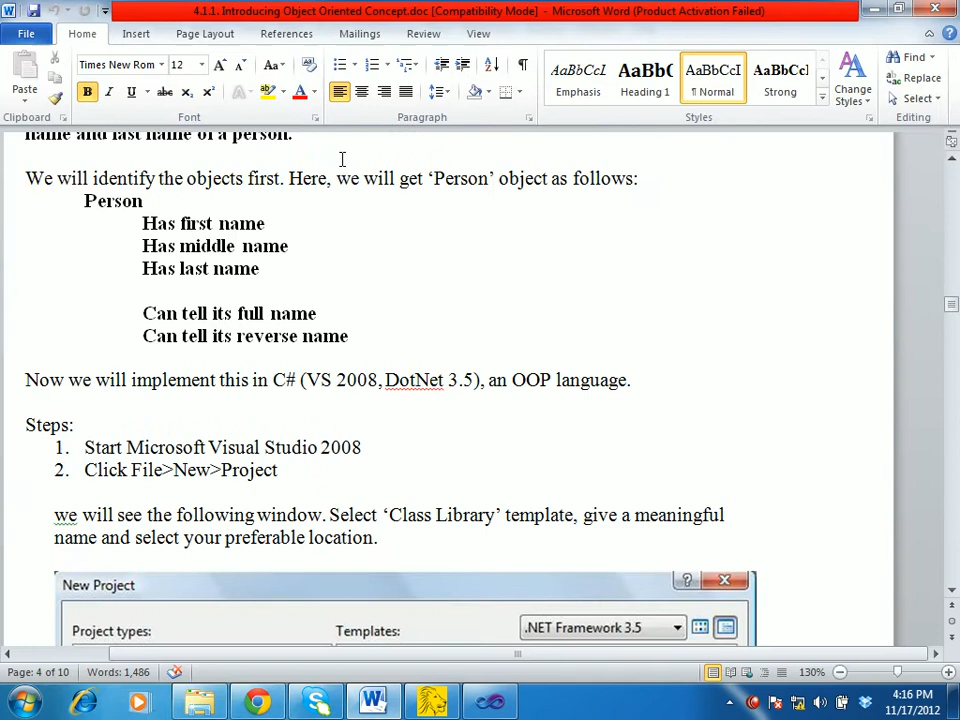 4.1.1. Introducing Object Oriented Concept.doc [Compatibility Mode] - Microsoft Word (Product Activation Failed)
File Home Insert Page Layout References Mailings Review View
Times New Rom 12 Aa AaBbCcI AaBbC AaBbCcI AaBbCcI Find
Paste B I U abc x₂ x² A ab A Emphasis Heading 1 ¶ Normal Strong Change Styles Replace Select
Clipboard Font Paragraph Styles Editing
name and last name of a person.
We will identify the objects first. Here, we will get ‘Person’ object as follows:
Person
Has first name
Has middle name
Has last name
Can tell its full name
Can tell its reverse name
Now we will implement this in C# (VS 2008, DotNet 3.5), an OOP language.
Steps:
1. Start Microsoft Visual Studio 2008
2. Click File>New>Project
we will see the following window. Select ‘Class Library’ template, give a meaningful
name and select your preferable location.
New Project
Project types: Templates: .NET Framework 3.5
Page: 4 of 10 Words: 1,486 130%
4:16 PM
11/17/2012